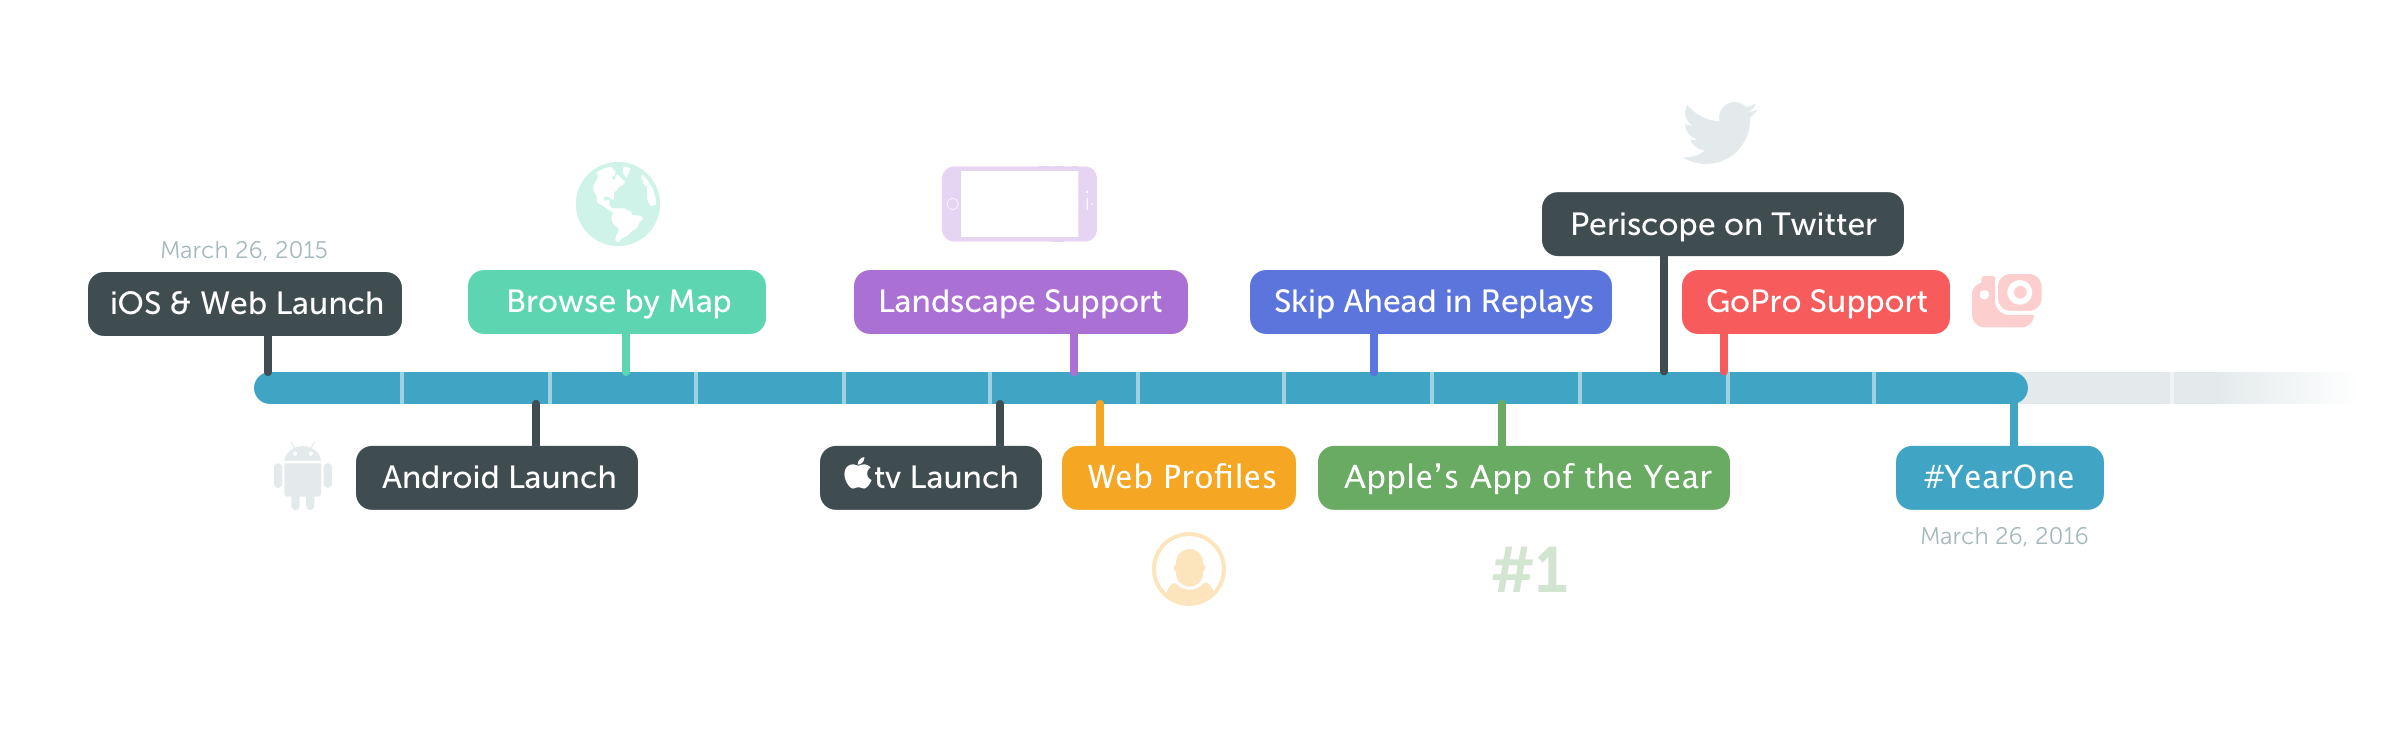 March 26, 2015
iOS & Web Launch
Browse by Map
Landscape Support
Skip Ahead in Replays
Periscope on Twitter
GoPro Support
Android Launch
tv Launch
Web Profiles
Apple’s App of the Year
#1
#YearOne
March 26, 2016